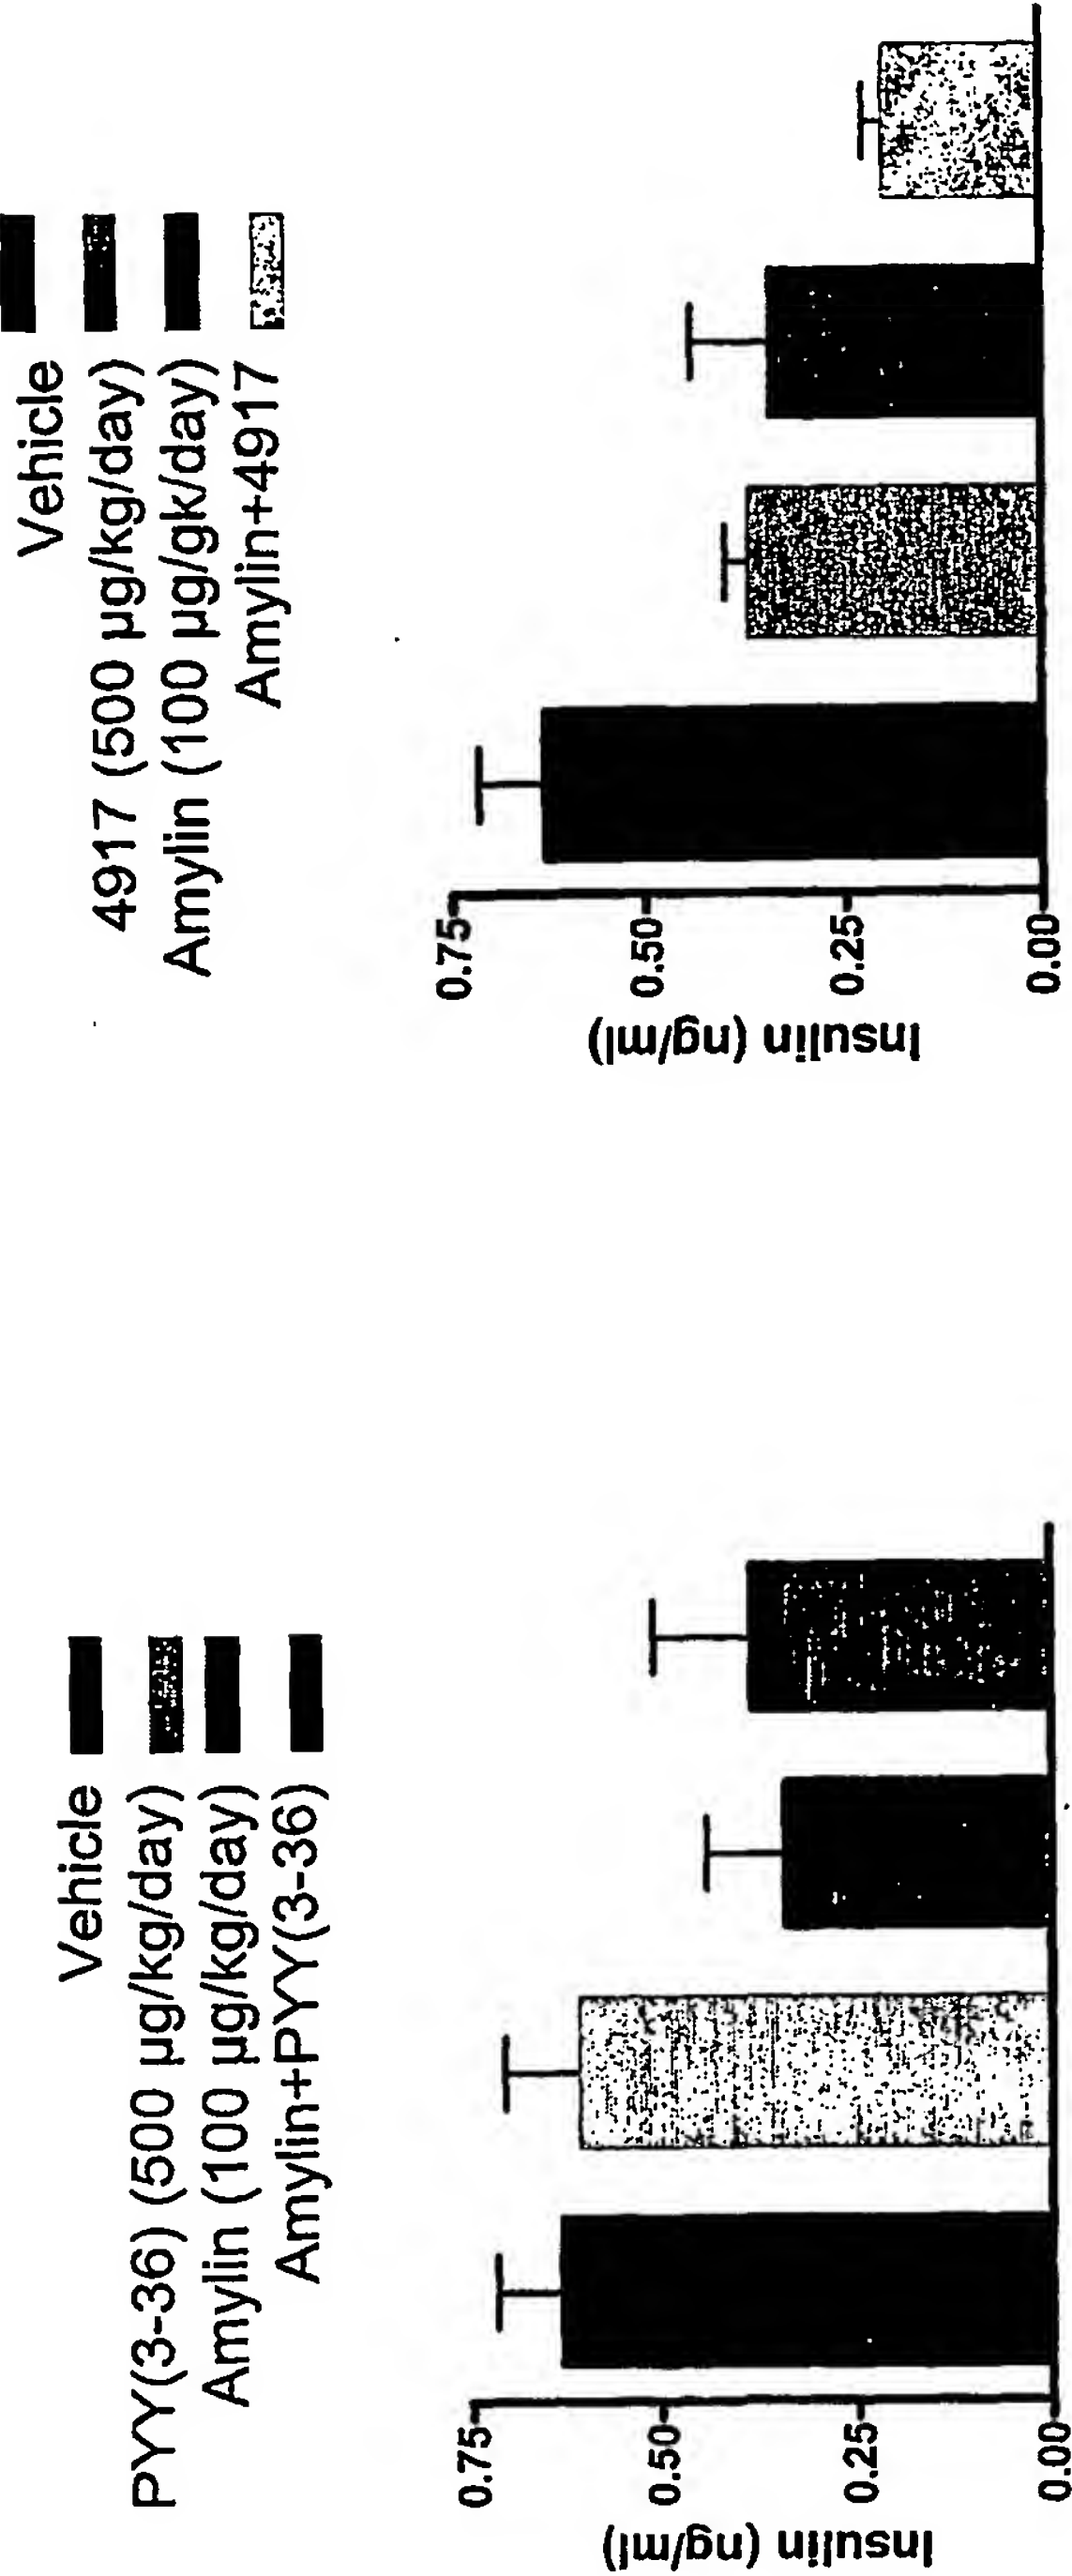 Vehicle
PYY(3-36) (500 µg/kg/day)
Amylin (100 µg/kg/day)
Amylin+PYY(3-36)
0.75
0.50
0.25
0.00
Insulin (ng/ml)
Vehicle
4917 (500 µg/kg/day)
Amylin (100 µg/gk/day)
Amylin+4917
0.75
0.50
0.25
0.00
Insulin (ng/ml)